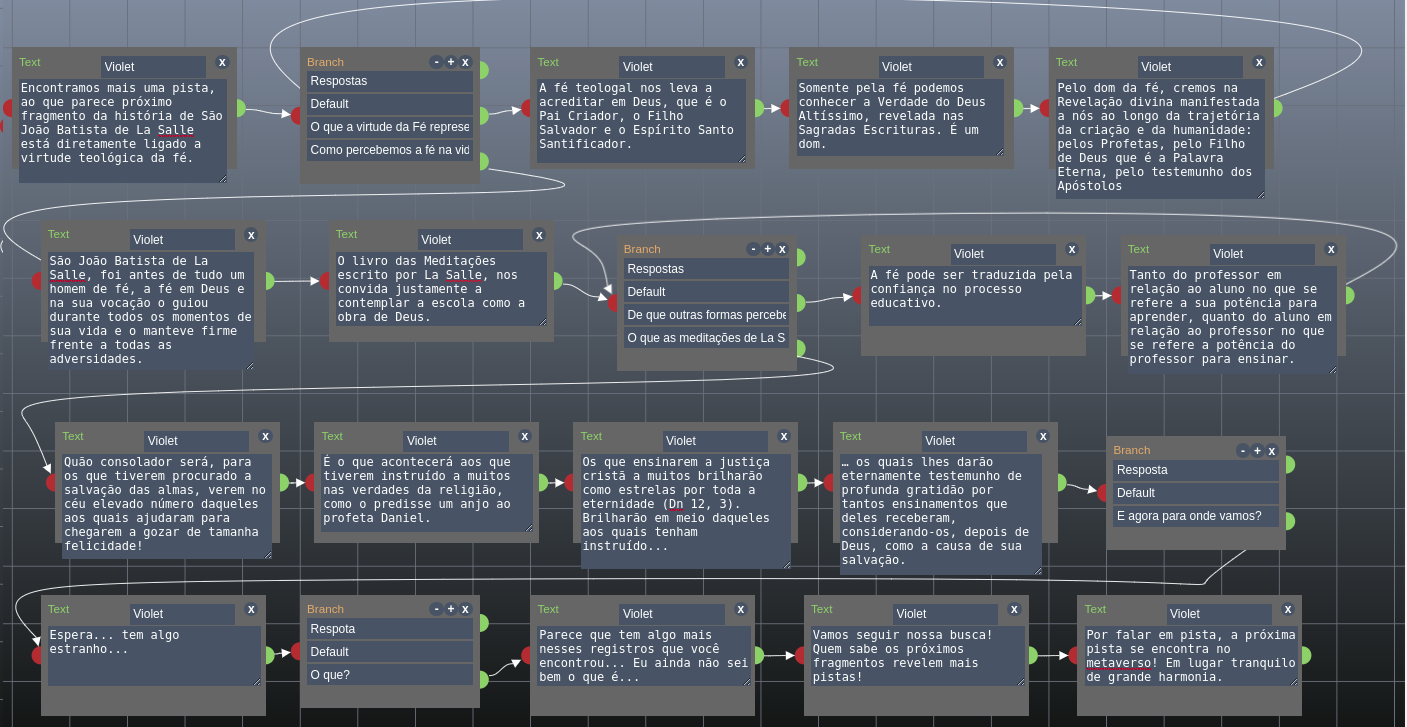 Text
Violet
x
Encontramos mais uma pista,
ao que parece próximo
fragmento da história de São
João Batista de La Salle
está diretamente ligado a
virtude teológica da fé.
Branch
- + x
Respostas
Default
O que a virtude da Fé represe
Como percebemos a fé na vid
Text
Violet
x
A fé teologal nos leva a
acreditar em Deus, que é o
Pai Criador, o Filho
Salvador e o Espírito Santo
Santificador.
Text
Violet
x
Somente pela fé podemos
conhecer a Verdade do Deus
Altíssimo, revelada nas
Sagradas Escrituras. É um
dom.
Text
Violet
x
Pelo dom da fé, cremos na
Revelação divina manifestada
a nós ao longo da trajetória
da criação e da humanidade:
pelos Profetas, pelo Filho
de Deus que é a Palavra
Eterna, pelo testemunho dos
Apóstolos
Text
Violet
x
São João Batista de La
Salle, foi antes de tudo um
homem de fé, a fé em Deus e
na sua vocação o guiou
durante todos os momentos de
sua vida e o manteve firme
frente a todas as
adversidades.
Text
Violet
x
O livro das Meditações
escrito por La Salle, nos
convida justamente a
contemplar a escola como a
obra de Deus.
Branch
- + x
Respostas
Default
De que outras formas percebe
O que as meditações de La S
Text
Violet
x
A fé pode ser traduzida pela
confiança no processo
educativo.
Text
Violet
x
Tanto do professor em
relação ao aluno no que se
refere a sua potência para
aprender, quanto do aluno em
relação ao professor no que
se refere a potência do
professor para ensinar.
Text
Violet
x
Quão consolador será, para
os que tiverem procurado a
salvação das almas, verem no
céu elevado número daqueles
aos quais ajudaram para
chegarem a gozar de tamanha
felicidade!
Text
Violet
x
É o que acontecerá aos que
tiverem instruído a muitos
nas verdades da religião,
como o predisse um anjo ao
profeta Daniel.
Text
Violet
x
Os que ensinarem a justiça
cristã a muitos brilharão
como estrelas por toda a
eternidade (Dn 12, 3).
Brilharão em meio daqueles
aos quais tenham
instruído...
Text
Violet
x
… os quais lhes darão
eternamente testemunho de
profunda gratidão por
tantos ensinamentos que
deles receberam,
considerando-os, depois de
Deus, como a causa de sua
salvação.
Branch
- + x
Resposta
Default
E agora para onde vamos?
Text
Violet
x
Espera... tem algo
estranho...
Branch
- + x
Respota
Default
O que?
Text
Violet
x
Parece que tem algo mais
nesses registros que você
encontrou... Eu ainda não sei
bem o que é...
Text
Violet
x
Vamos seguir nossa busca!
Quem sabe os próximos
fragmentos revelem mais
pistas!
Text
Violet
x
Por falar em pista, a próxima
pista se encontra no
metaverso! Em lugar tranquilo
de grande harmonia.